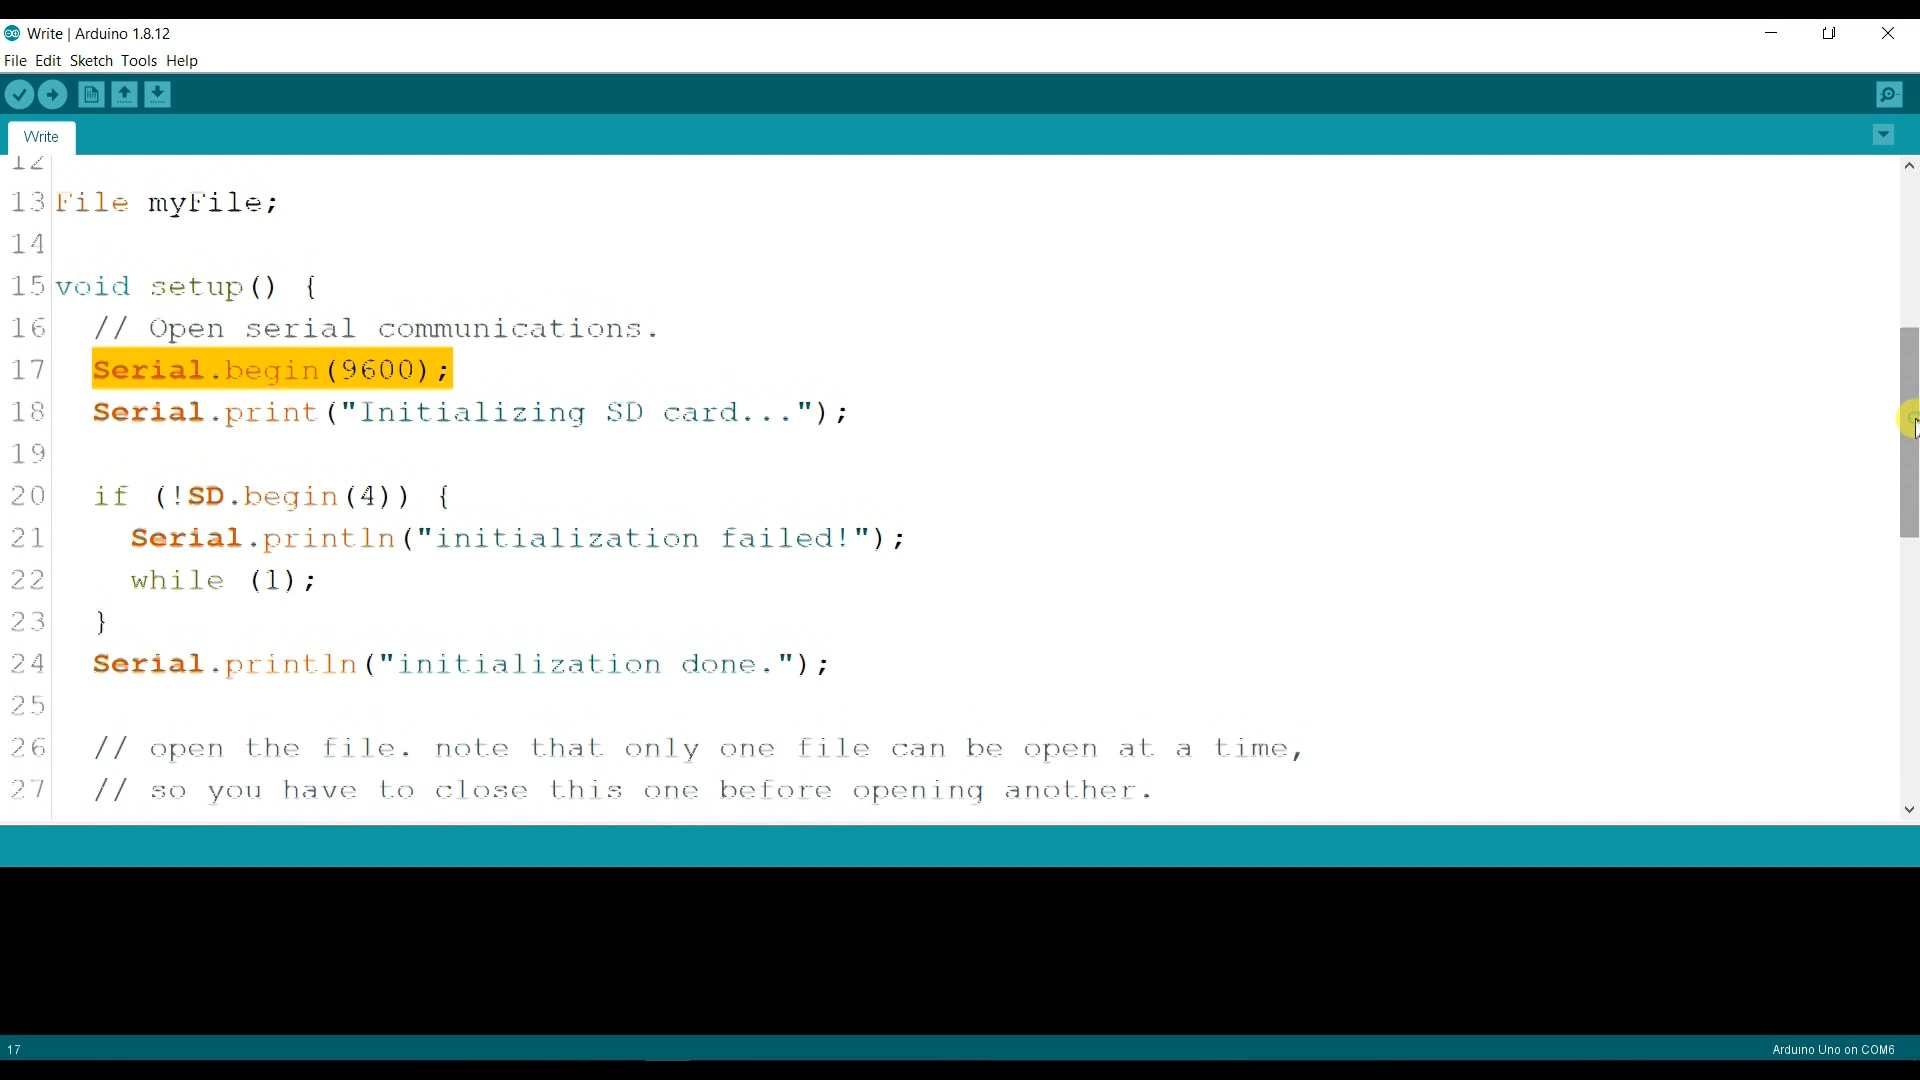 Write | Arduino 1.8.12
File Edit Sketch Tools Help
Write
12
13 File myFile;
14
15 void setup() {
16 // Open serial communications.
17 Serial.begin(9600);
18 Serial.print("Initializing SD card...");
19
20 if (!SD.begin(4)) {
21 Serial.println("initialization failed!");
22 while (1);
23 }
24 Serial.println("initialization done.");
25
26 // open the file. note that only one file can be open at a time,
27 // so you have to close this one before opening another.
17 Arduino Uno on COM6